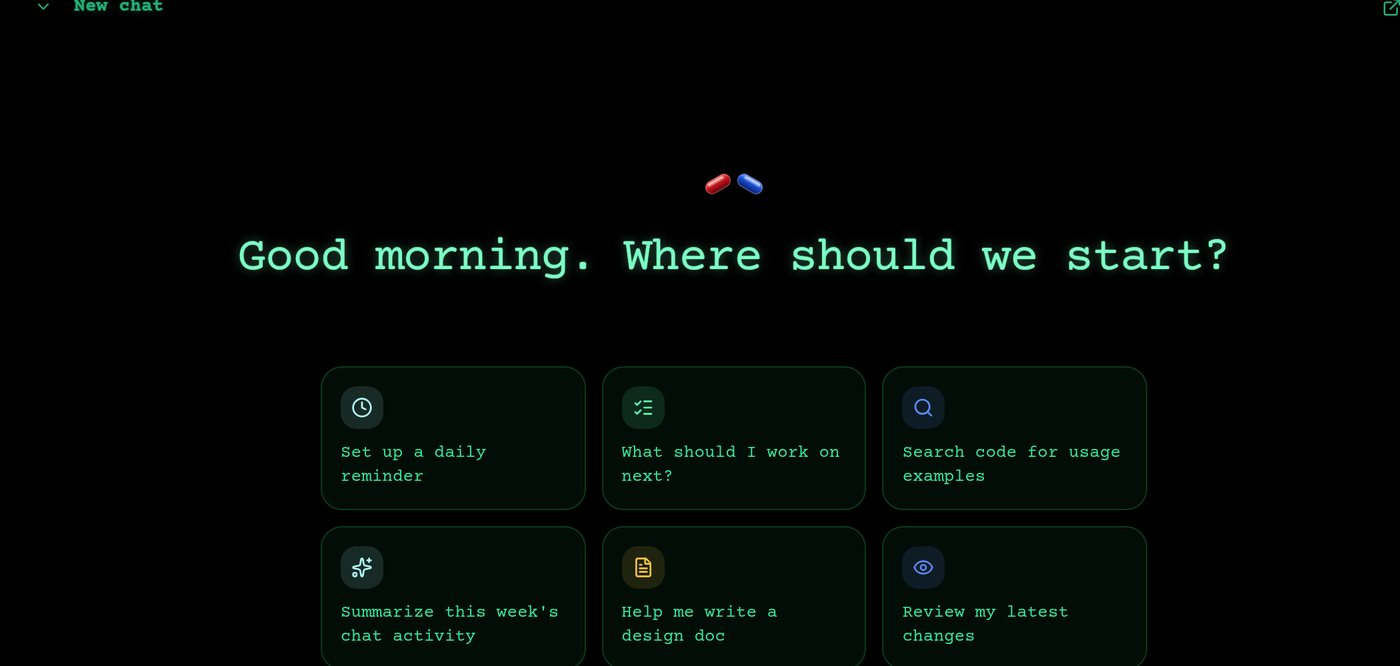 New chat
Good morning. Where should we start?
Set up a daily
reminder
What should I work on
next?
Search code for usage
examples
Summarize this week's
chat activity
Help me write a
design doc
Review my latest
changes